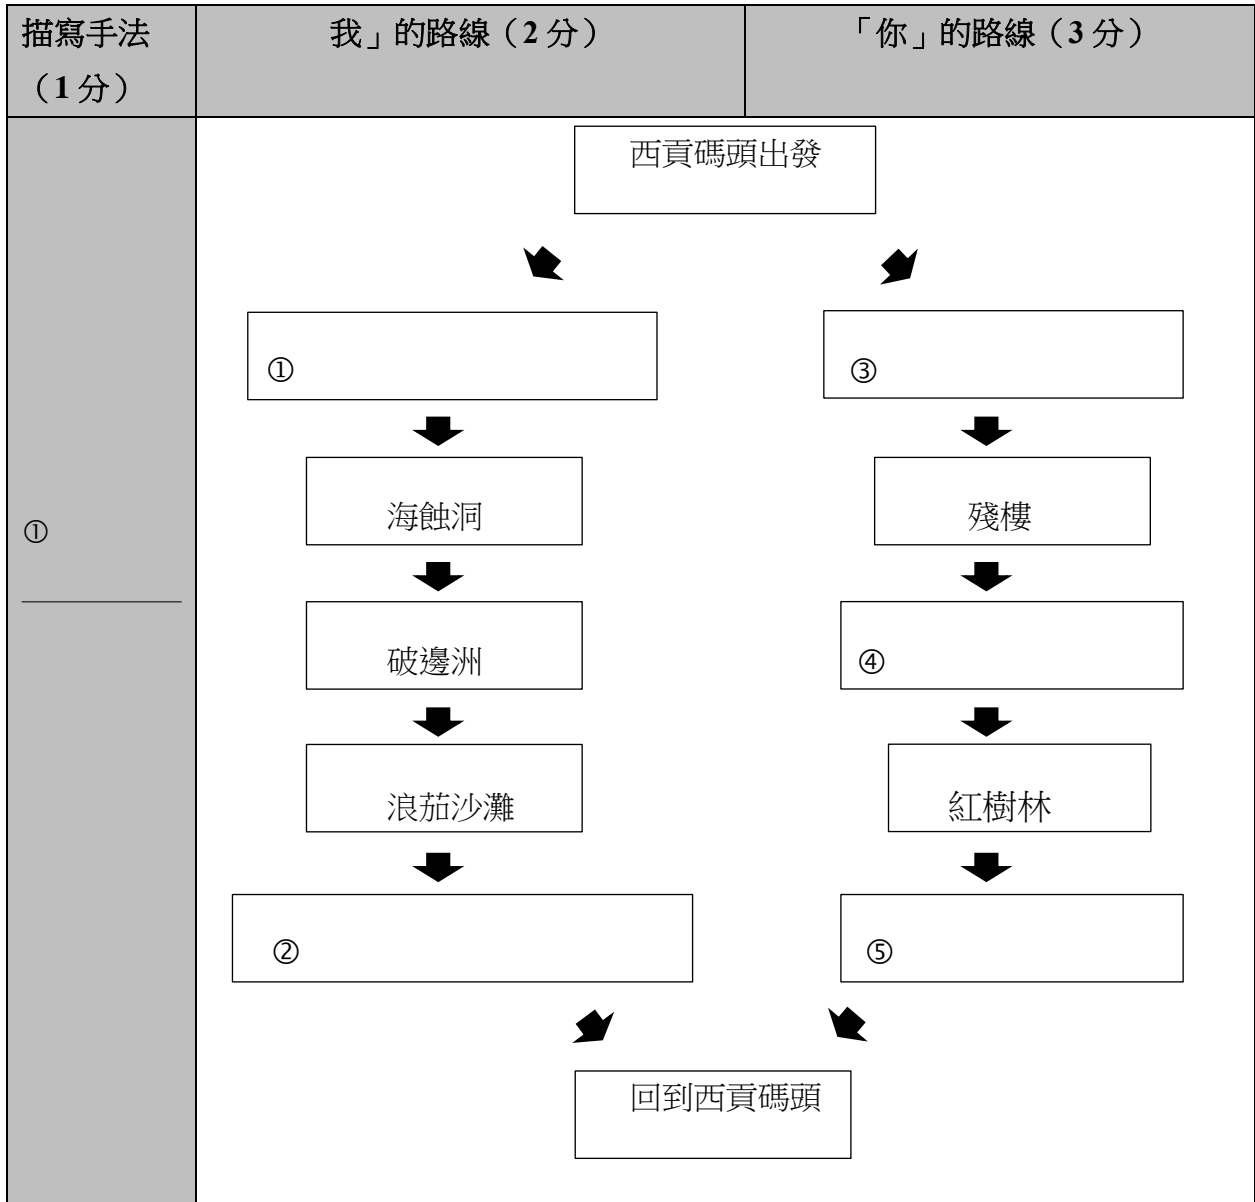 描寫手法
（1 分）
我」的路線（2 分）
「你」的路線（3 分）
西貢碼頭出發
①
③
海蝕洞
殘樓
①
破邊洲
④
浪茄沙灘
紅樹林
②
⑤
回到西貢碼頭